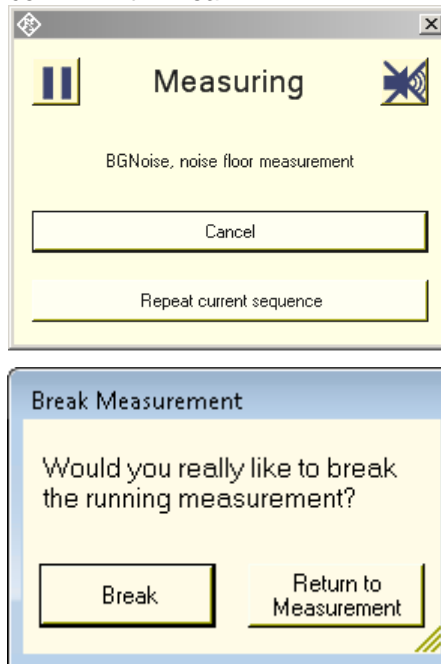 Measuring
BGNoise, noise floor measurement
Cancel
Repeat current sequence
Break Measurement
Would you really like to break
the running measurement?
Break
Return to
Measurement